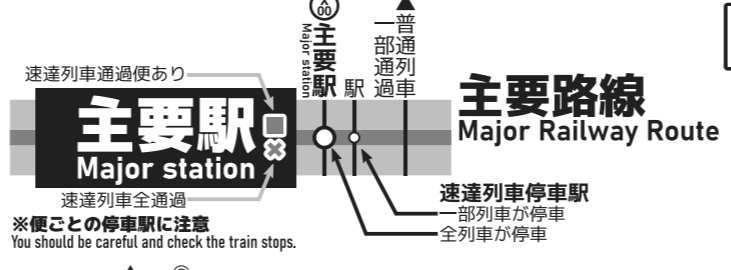 00
主要駅
Major station
駅
普通列車
一部通過
速達列車通過便あり
主要駅
Major station
速達列車全通過
主要路線
Major Railway Route
速達列車停車駅
一部列車が停車
全列車が停車
※便ごとの停車駅に注意
You should be careful and check the train stops.